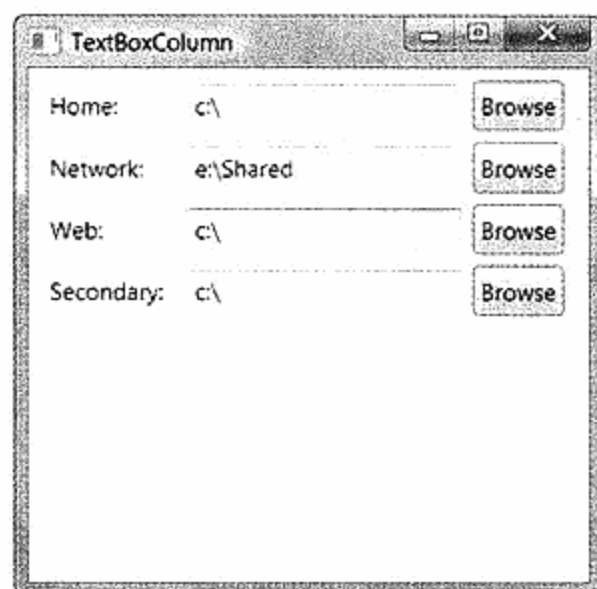 TextBoxColumn
Home: c:\ Browse
Network: e:\Shared Browse
Web: c:\ Browse
Secondary: c:\ Browse